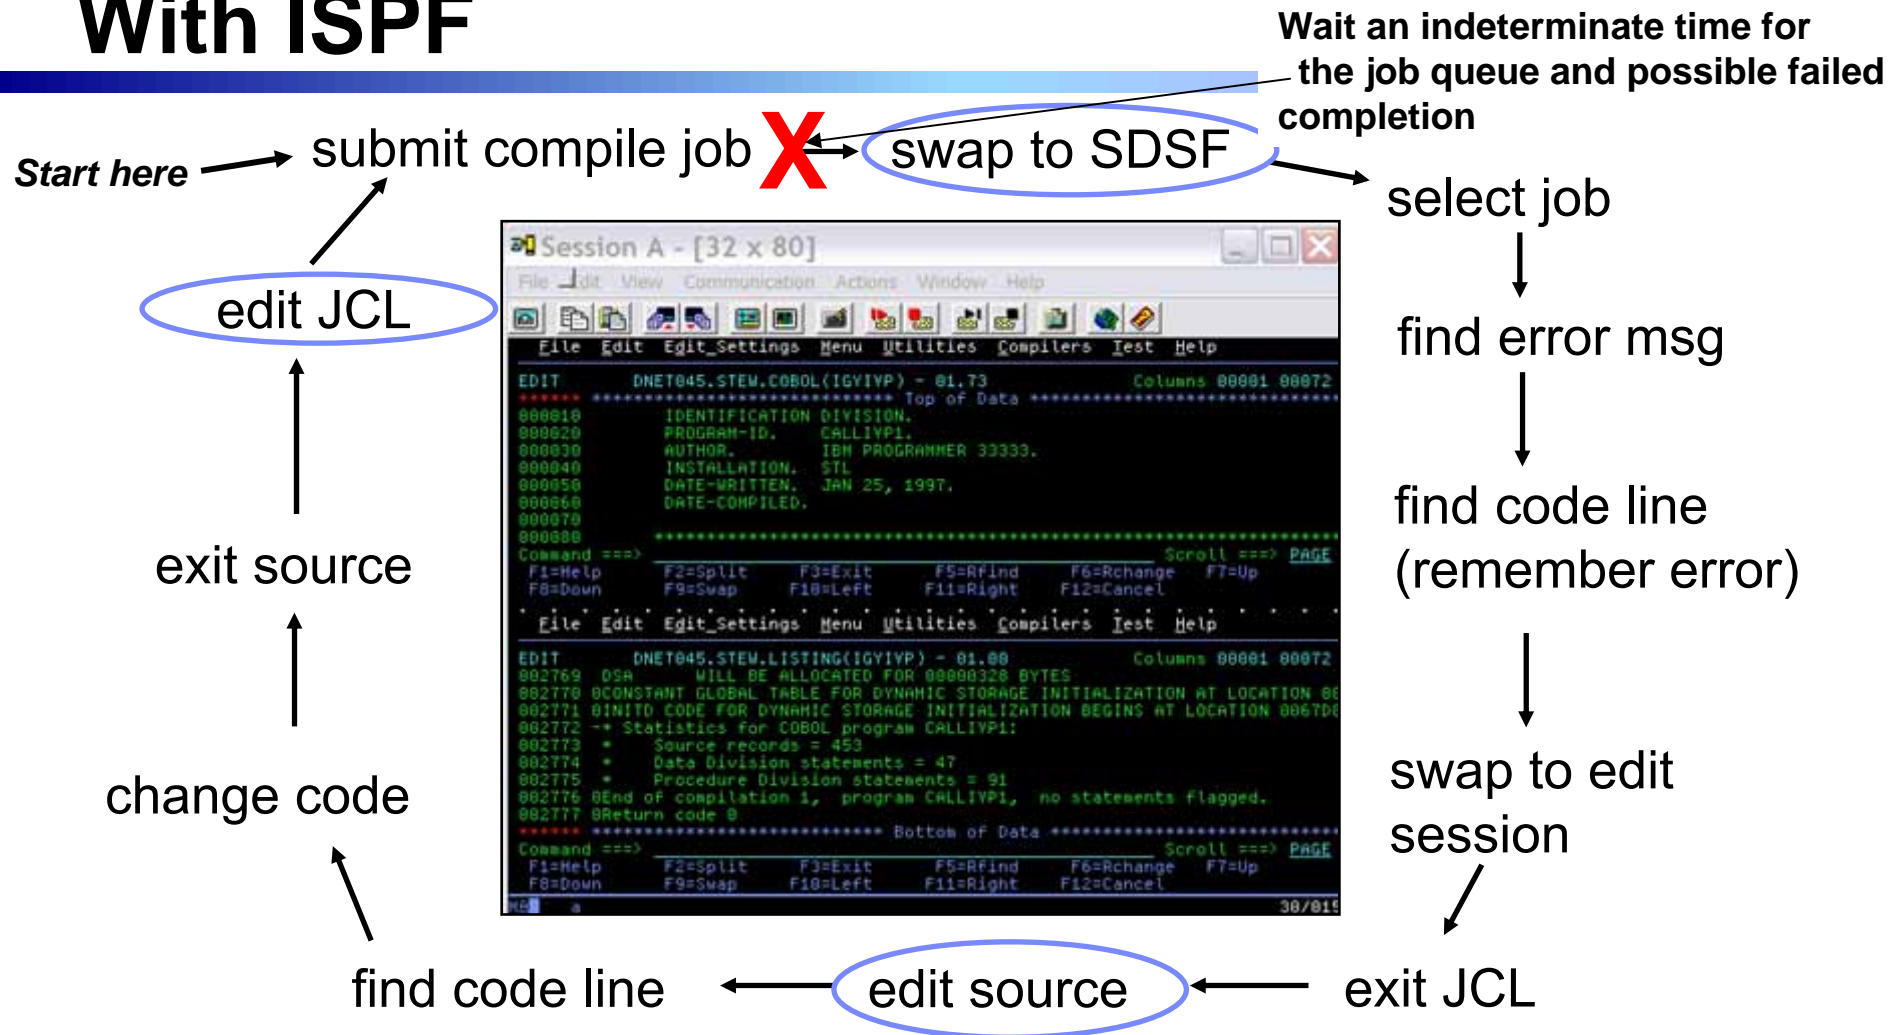 With ISPF
Wait an indeterminate time for
the job queue and possible failed
completion
Start here
submit compile job
X
swap to SDSF
select job
find error msg
find code line
(remember error)
swap to edit
session
exit JCL
edit source
find code line
change code
exit source
edit JCL
Session A - [32 x 80]
File Edit View Communication Actions Window Help
File Edit Edit_Settings Menu Utilities Compilers Test Help
EDIT DNET045.STEW.COBOL(IGYIVP) - 01.73 Columns 00001 00072
****** ****************************** Top of Data ******************************
000010 IDENTIFICATION DIVISION.
000020 PROGRAM-ID. CALLIVP1.
000030 AUTHOR. IBM PROGRAMMER 33333.
000040 INSTALLATION. STL
000050 DATE-WRITTEN. JAN 25, 1997.
000060 DATE-COMPILED.
000070
000080 **************************************************
Command ===> Scroll ===> PAGE
F1=Help F2=Split F3=Exit F5=Rfind F6=Rchange F7=Up
F8=Down F9=Swap F10=Left F11=Right F12=Cancel
File Edit Edit_Settings Menu Utilities Compilers Test Help
EDIT DNET045.STEW.LISTING(IGYIVP) - 01.00 Columns 00001 00072
002769 DSA WILL BE ALLOCATED FOR 00000328 BYTES
002770 0CONSTANT GLOBAL TABLE FOR DYNAMIC STORAGE INITIALIZATION AT LOCATION 00
002771 0INITD CODE FOR DYNAMIC STORAGE INITIALIZATION BEGINS AT LOCATION 0067D0
002772 -* Statistics for COBOL program CALLIVP1:
002773 * Source records = 453
002774 * Data Division statements = 47
002775 * Procedure Division statements = 91
002776 0End of compilation 1, program CALLIVP1, no statements flagged.
002777 0Return code 0
****** ***************************** Bottom of Data ****************************
Command ===> Scroll ===> PAGE
F1=Help F2=Split F3=Exit F5=Rfind F6=Rchange F7=Up
F8=Down F9=Swap F10=Left F11=Right F12=Cancel
a 30/015